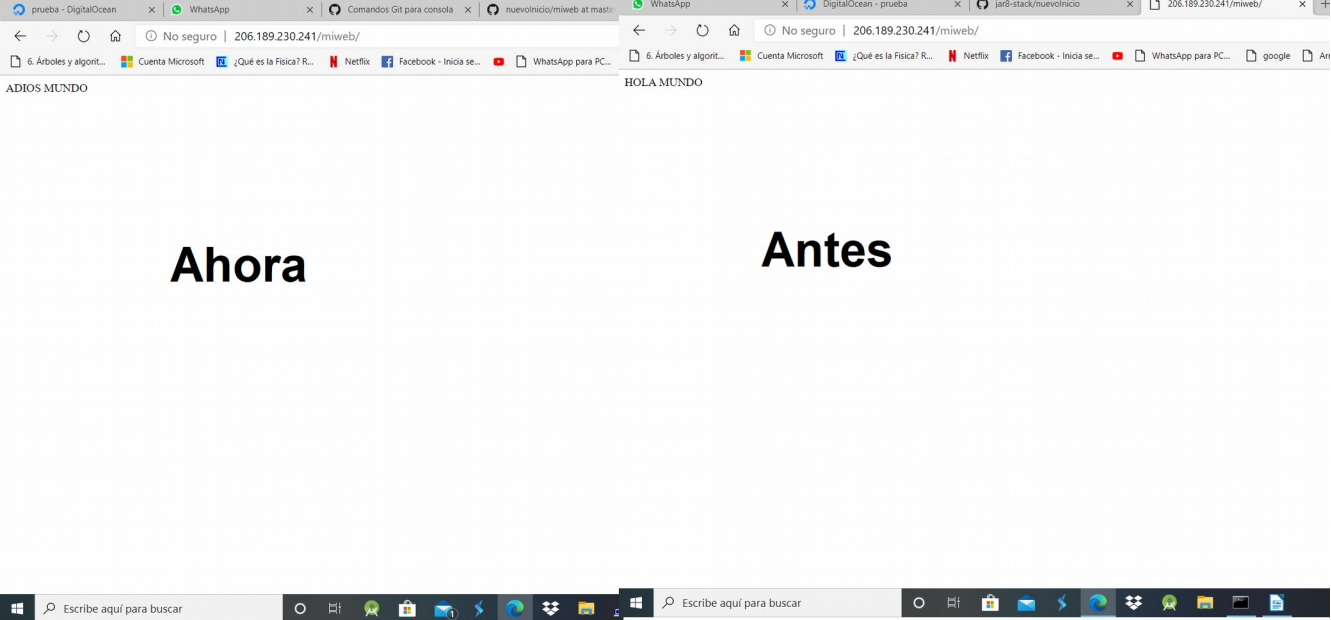 prueba - DigitalOcean
WhatsApp
Comandos Git para consola
nuevoInicio/miweb at maste
No seguro | 206.189.230.241/miweb/
6. Árboles y algorit...
Cuenta Microsoft
¿Qué es la Fisica? R...
Netflix
Facebook - Inicia se...
WhatsApp para PC...
ADIOS MUNDO
Ahora
Escribe aquí para buscar
1
WhatsApp
DigitalOcean - prueba
jar8-stack/nuevoInicio
206.189.230.241/miweb/
No seguro | 206.189.230.241/miweb/
6. Árboles y algorit...
Cuenta Microsoft
¿Qué es la Fisica? R...
Netflix
Facebook - Inicia se...
WhatsApp para PC...
google
HOLA MUNDO
Antes
Escribe aquí para buscar